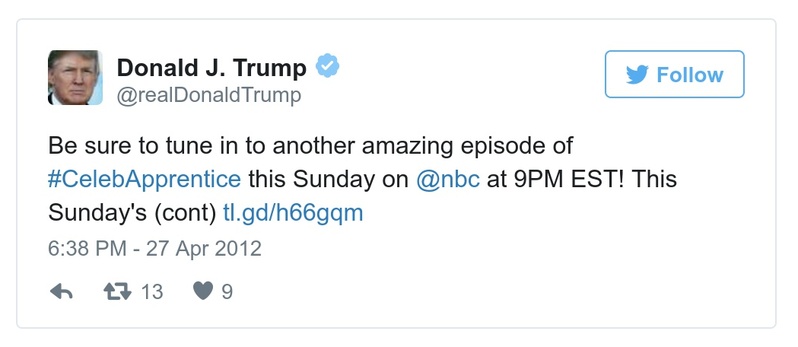 Donald J. Trump
@realDonaldTrump
Follow
Be sure to tune in to another amazing episode of
#CelebApprentice this Sunday on @nbc at 9PM EST! This
Sunday's (cont) tl.gd/h66gqm
6:38 PM - 27 Apr 2012
13 9